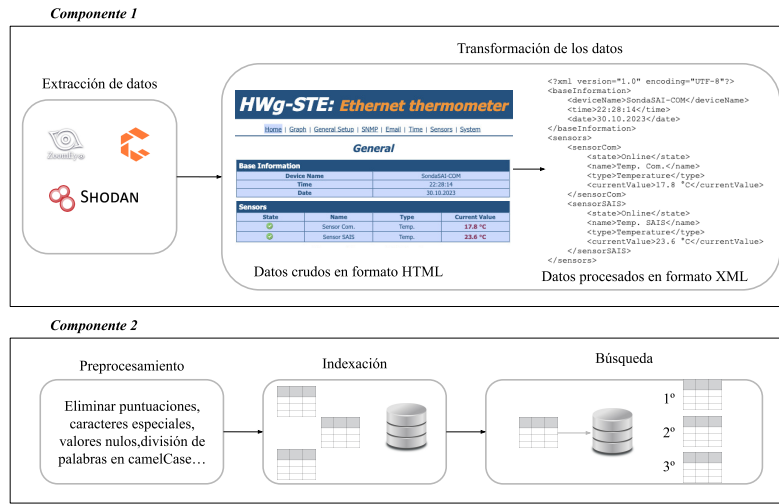 Componente 1
Extracción de datos
ZoomEye
SHODAN
Transformación de los datos
HWg-STE: Ethernet thermometer
Home | Graph | General Setup | SNMP | Email | Time | Sensors | System
General
Base Information
Device Name SondaSAI-COM
Time 22:28:14
Date 30.10.2023
Sensors
State Name Type Current Value
Sensor Com. Temp. 17.8 °C
Sensor SAIS Temp. 23.6 °C
Datos crudos en formato HTML
<?xml version="1.0" encoding="UTF-8"?>
<baseInformation>
<deviceName>SondaSAI-COM</deviceName>
<time>22:28:14</time>
<date>30.10.2023</date>
</baseInformation>
<sensors>
<sensorCom>
<state>Online</state>
<name>Temp. Com.</name>
<type>Temperature</type>
<currentValue>17.8 °C</currentValue>
</sensorCom>
<sensorSAIS>
<state>Online</state>
<name>Temp. SAIS</name>
<type>Temperature</type>
<currentValue>23.6 °C</currentValue>
</sensorSAIS>
</sensors>
Datos procesados en formato XML
Componente 2
Preprocesamiento
Eliminar puntuaciones,
caracteres especiales,
valores nulos,división de
palabras en camelCase…
Indexación
Búsqueda
1º
2º
3º